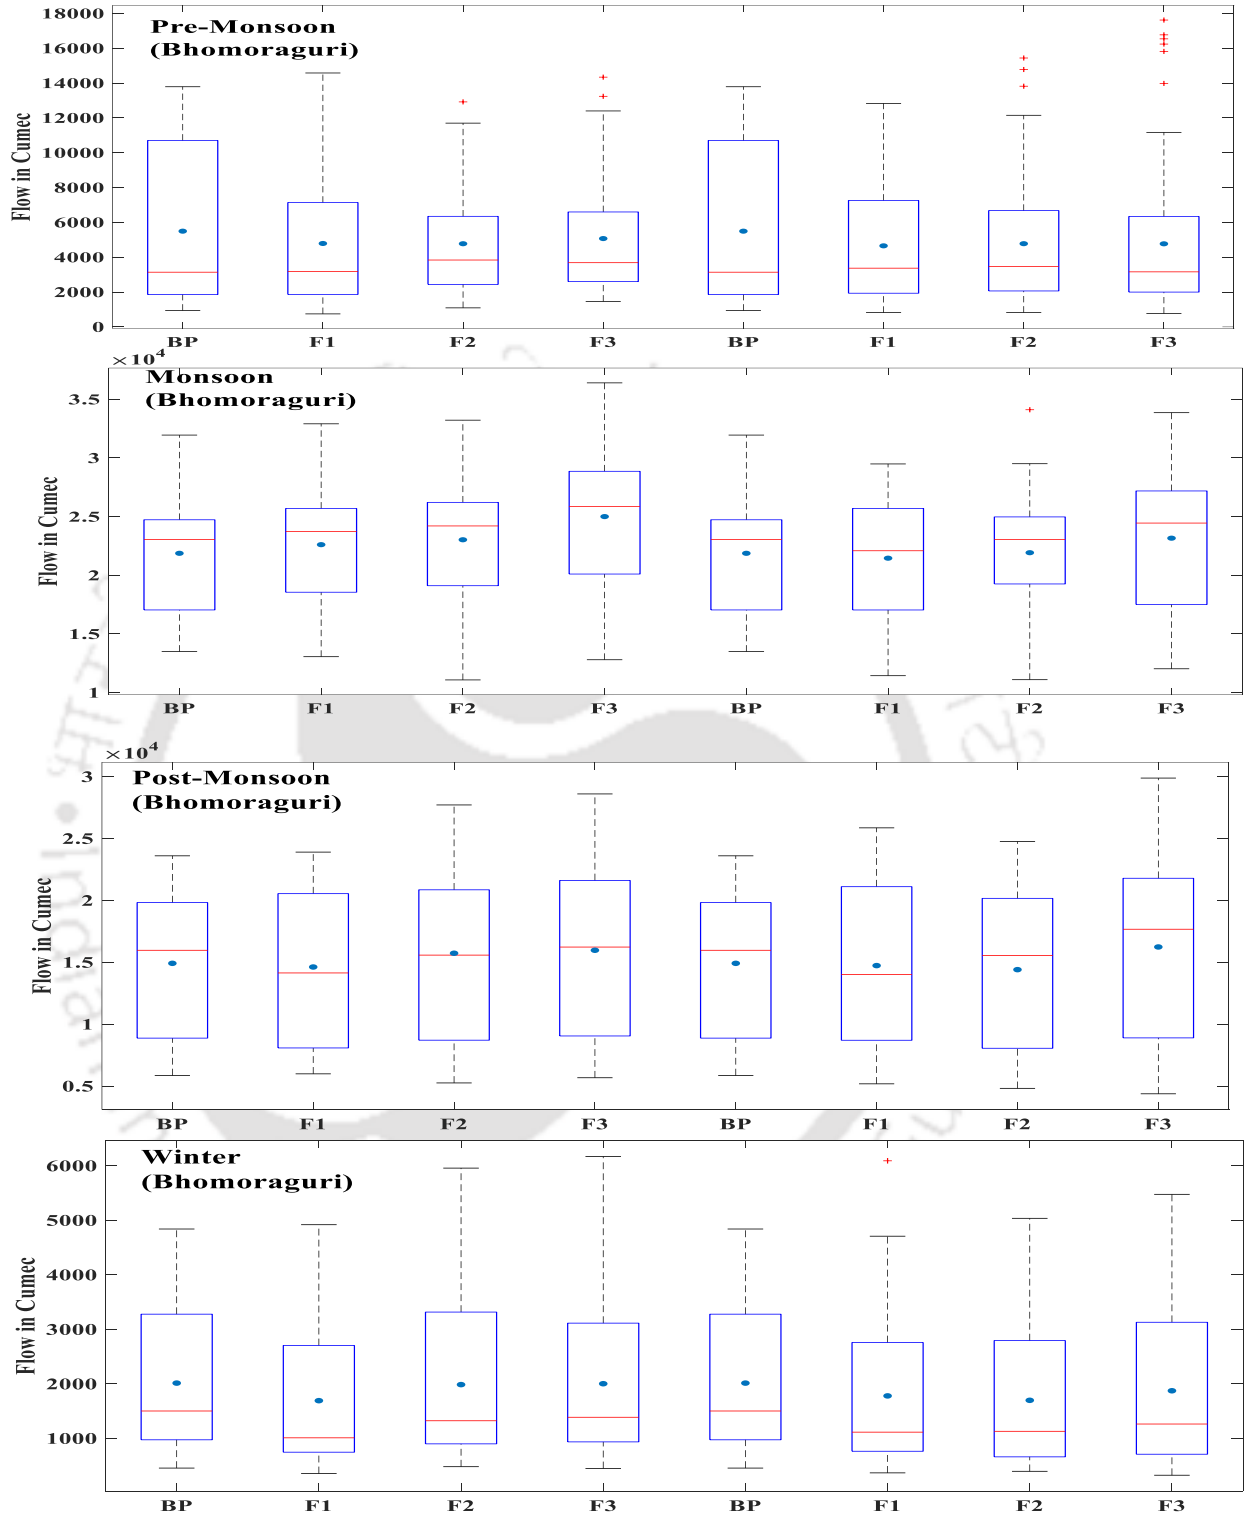 Pre-Monsoon
(Bhomoraguri)
18000
16000
14000
12000
10000
8000
6000
4000
2000
0
Flow in Cumec
BP F1 F2 F3 BP F1 F2 F3
×10^4
Monsoon
(Bhomoraguri)
3.5
3
2.5
2
1.5
1
Flow in Cumec
BP F1 F2 F3 BP F1 F2 F3
×10^4
Post-Monsoon
(Bhomoraguri)
3
2.5
2
1.5
1
0.5
Flow in Cumec
BP F1 F2 F3 BP F1 F2 F3
Winter
(Bhomoraguri)
6000
5000
4000
3000
2000
1000
Flow in Cumec
BP F1 F2 F3 BP F1 F2 F3